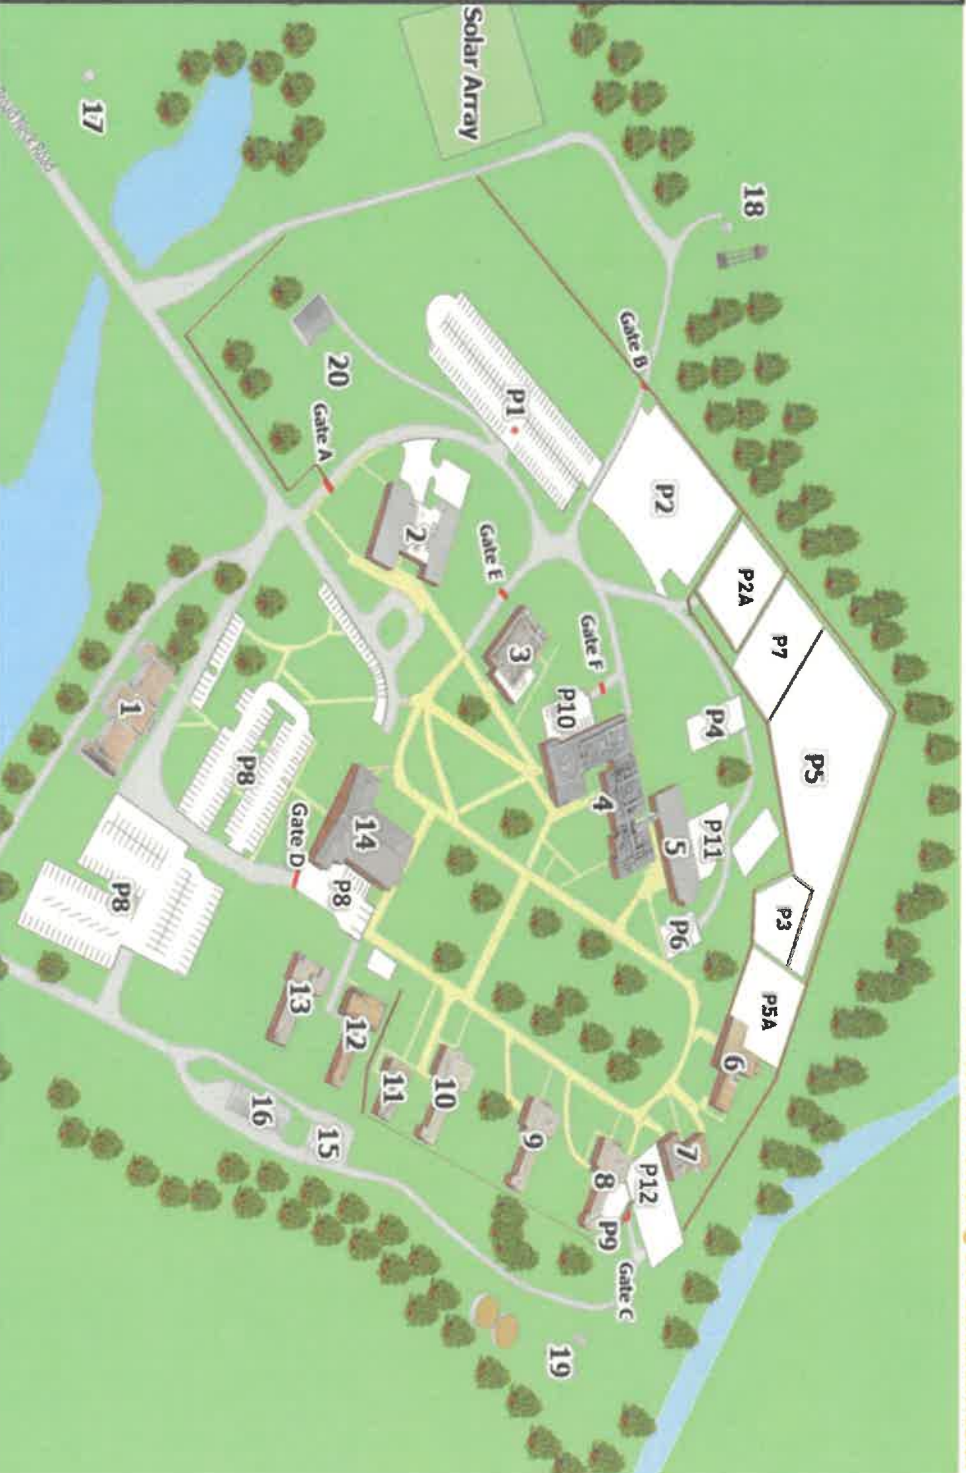 P5
P3
P7
P5A
18
P2A
6
P4
P11
7
P6
5
P2
P12
Gate B
Gate C
P9
8
4
Gate F
P10
19
9
3
P1
Gate E
Solar Array
10
2
11
14
12
P8
20
15
Gate A
Gate D
13
16
P8
1
P8
17
Road